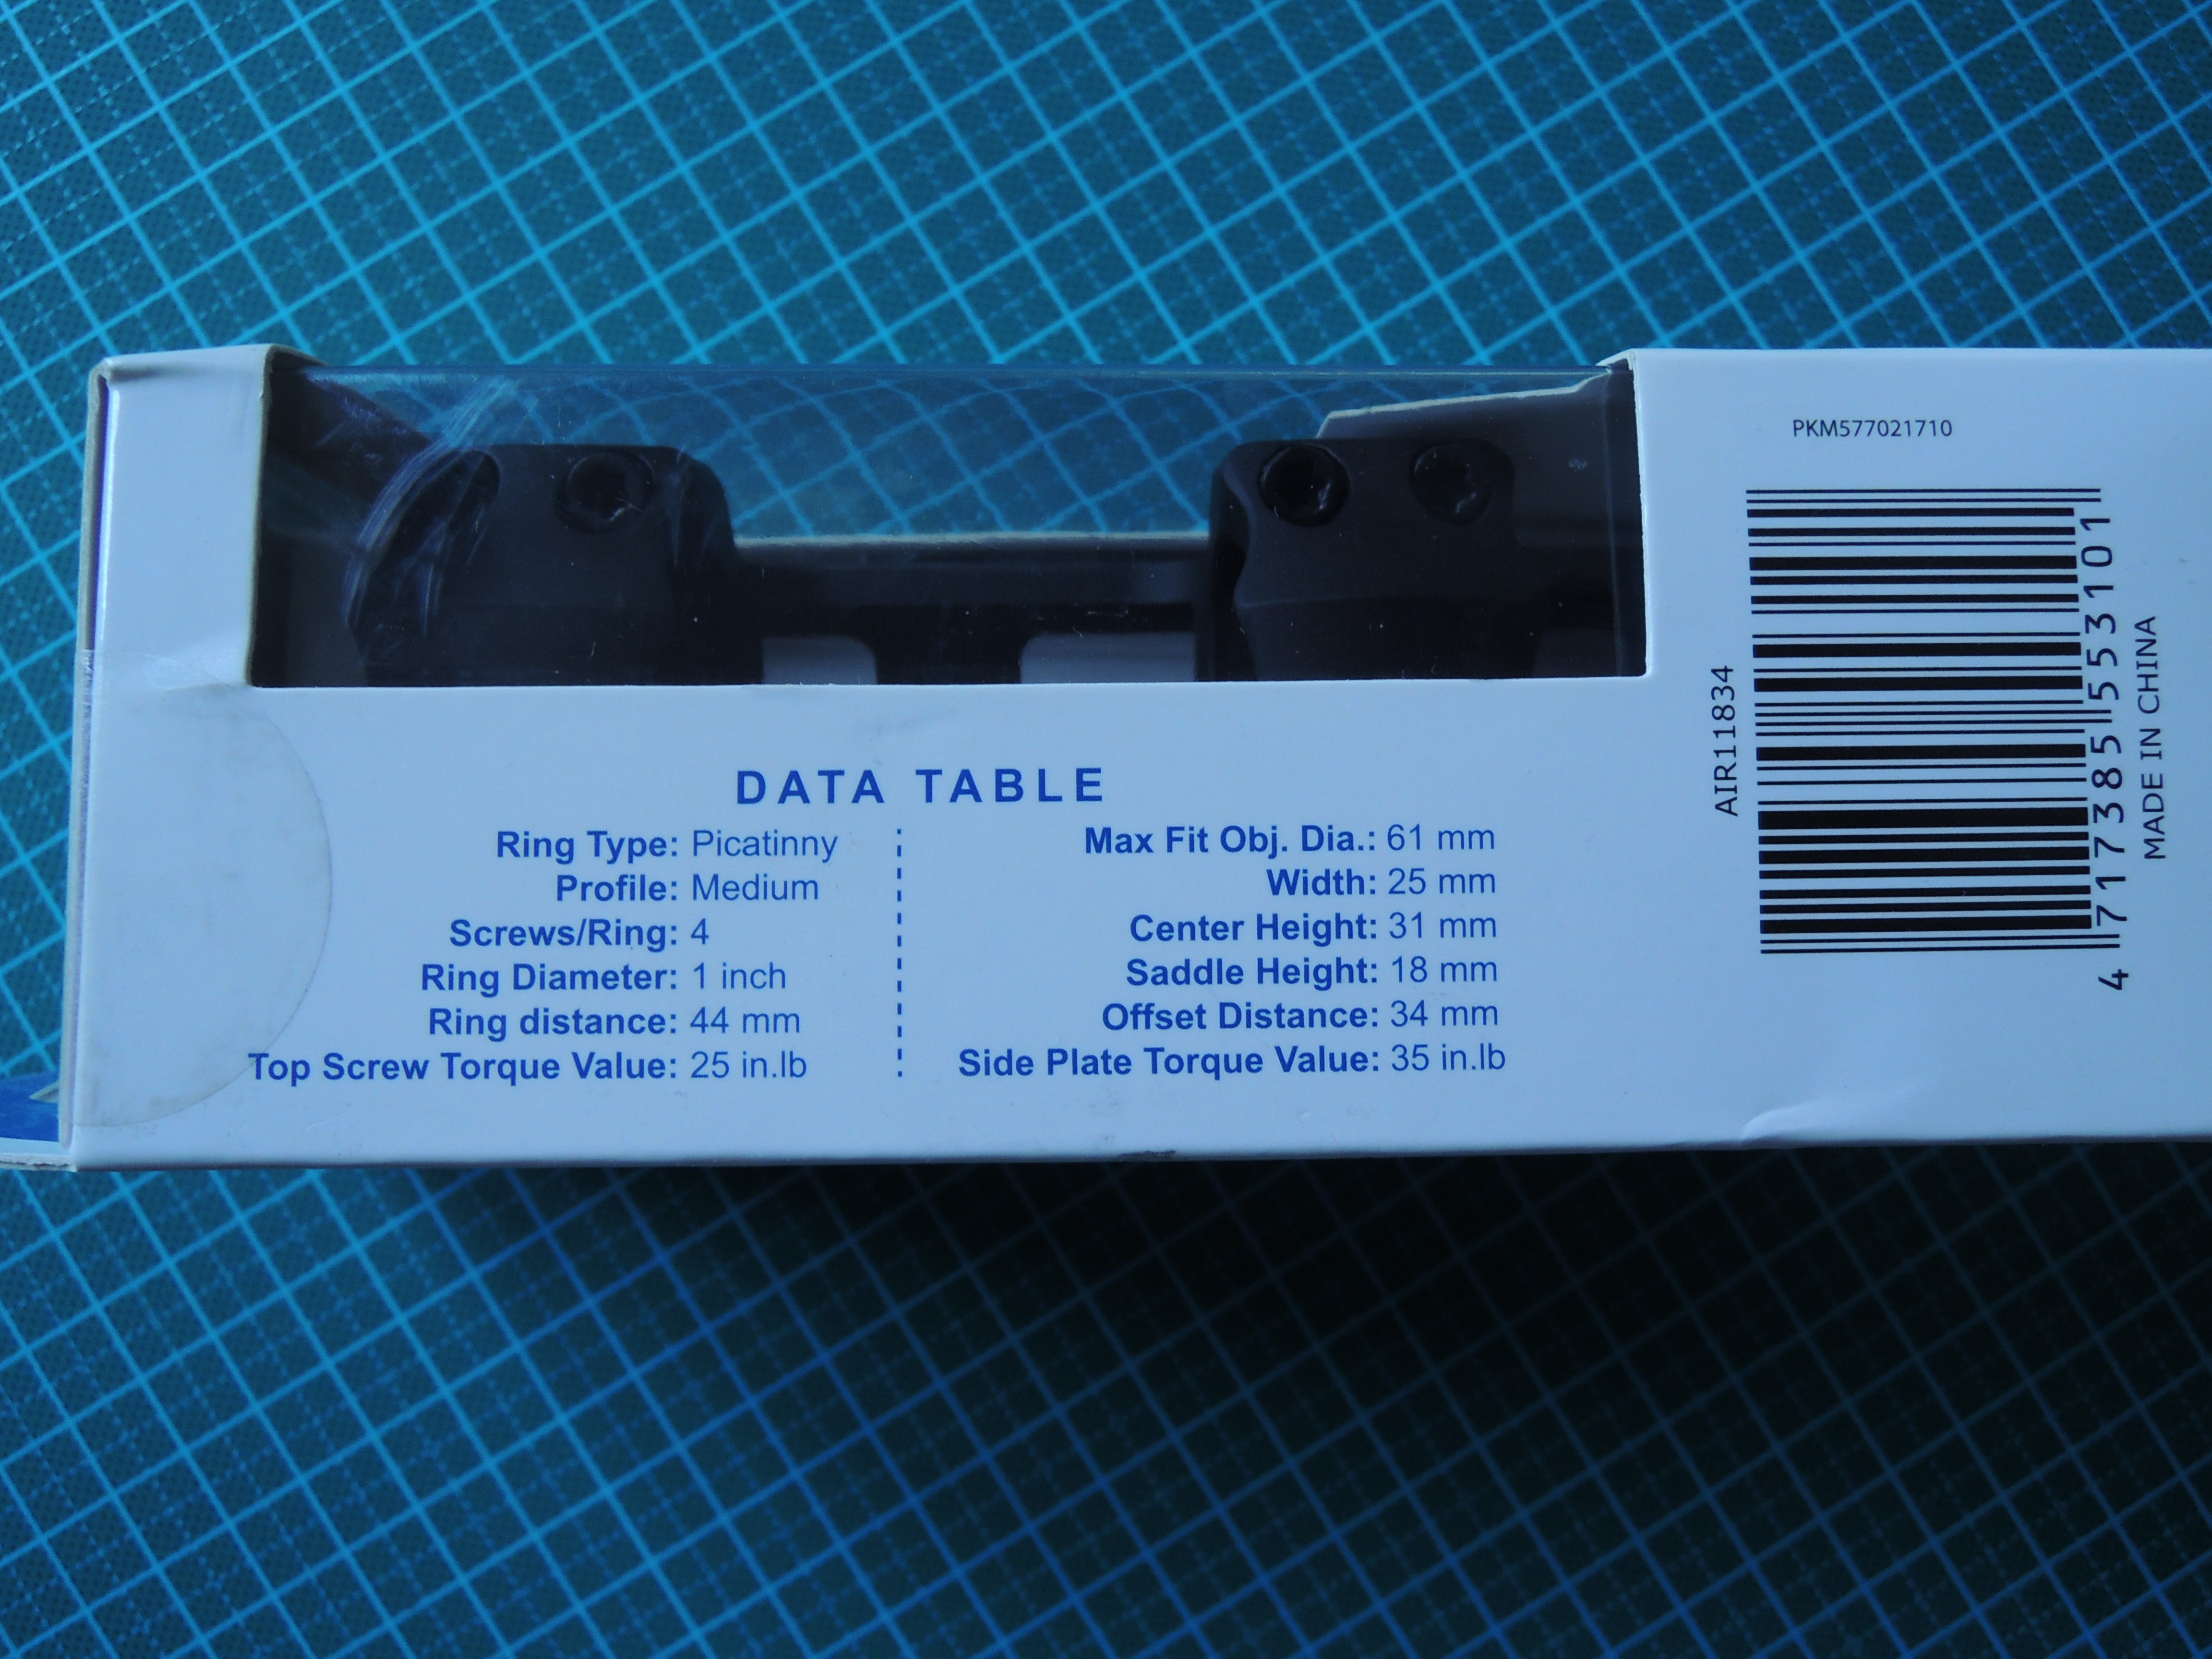 DATA TABLE
Ring Type: Picatinny
Profile: Medium
Screws/Ring: 4
Ring Diameter: 1 inch
Ring distance: 44 mm
Top Screw Torque Value: 25 in.lb
Max Fit Obj. Dia.: 61 mm
Width: 25 mm
Center Height: 31 mm
Saddle Height: 18 mm
Offset Distance: 34 mm
Side Plate Torque Value: 35 in.lb
PKM577021710
AIR11834
4 717385 553101
MADE IN CHINA